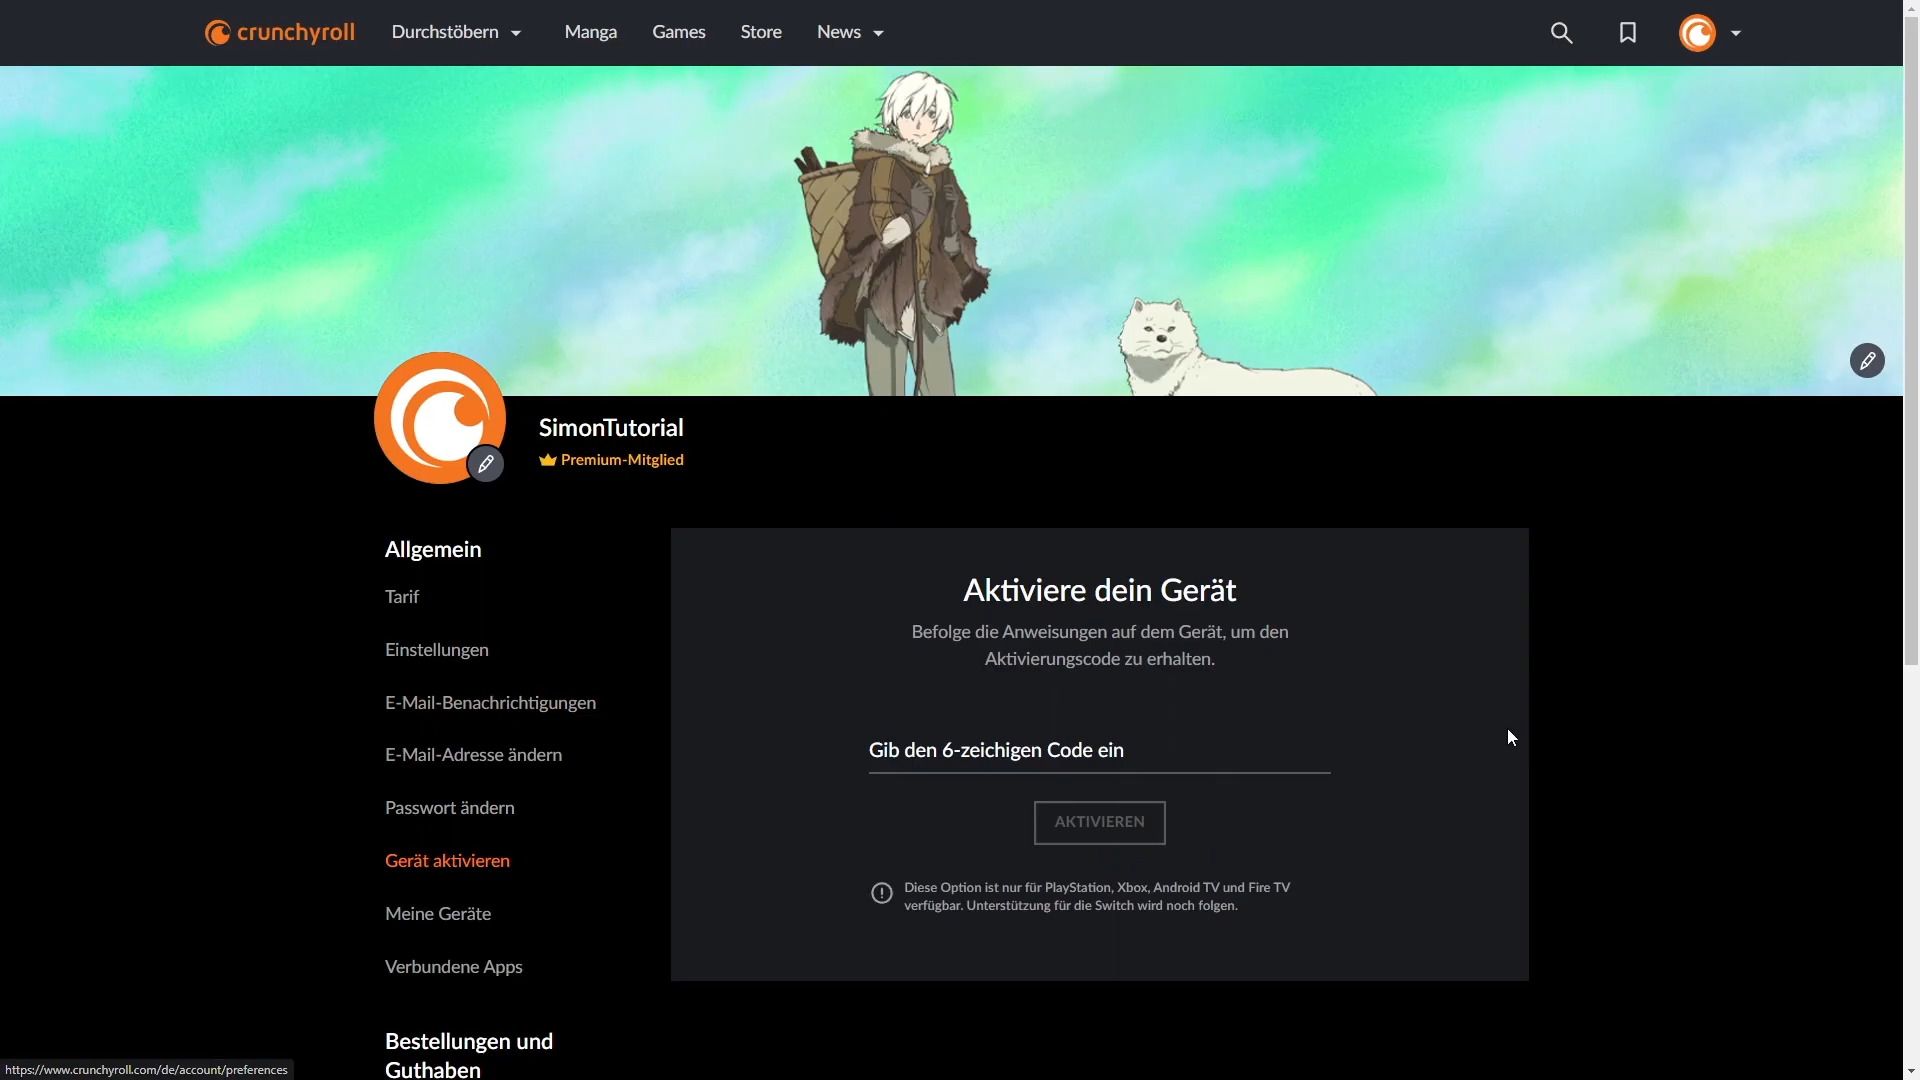 crunchyroll Durchstöbern Manga Games Store News
SimonTutorial
Premium-Mitglied
Allgemein
Tarif
Einstellungen
E-Mail-Benachrichtigungen
E-Mail-Adresse ändern
Passwort ändern
Gerät aktivieren
Meine Geräte
Verbundene Apps
Bestellungen und
Guthaben
Aktiviere dein Gerät
Befolge die Anweisungen auf dem Gerät, um den
Aktivierungscode zu erhalten.
Gib den 6-zeichigen Code ein
AKTIVIEREN
Diese Option ist nur für PlayStation, Xbox, Android TV und Fire TV
verfügbar. Unterstützung für die Switch wird noch folgen.
https://www.crunchyroll.com/de/account/preferences